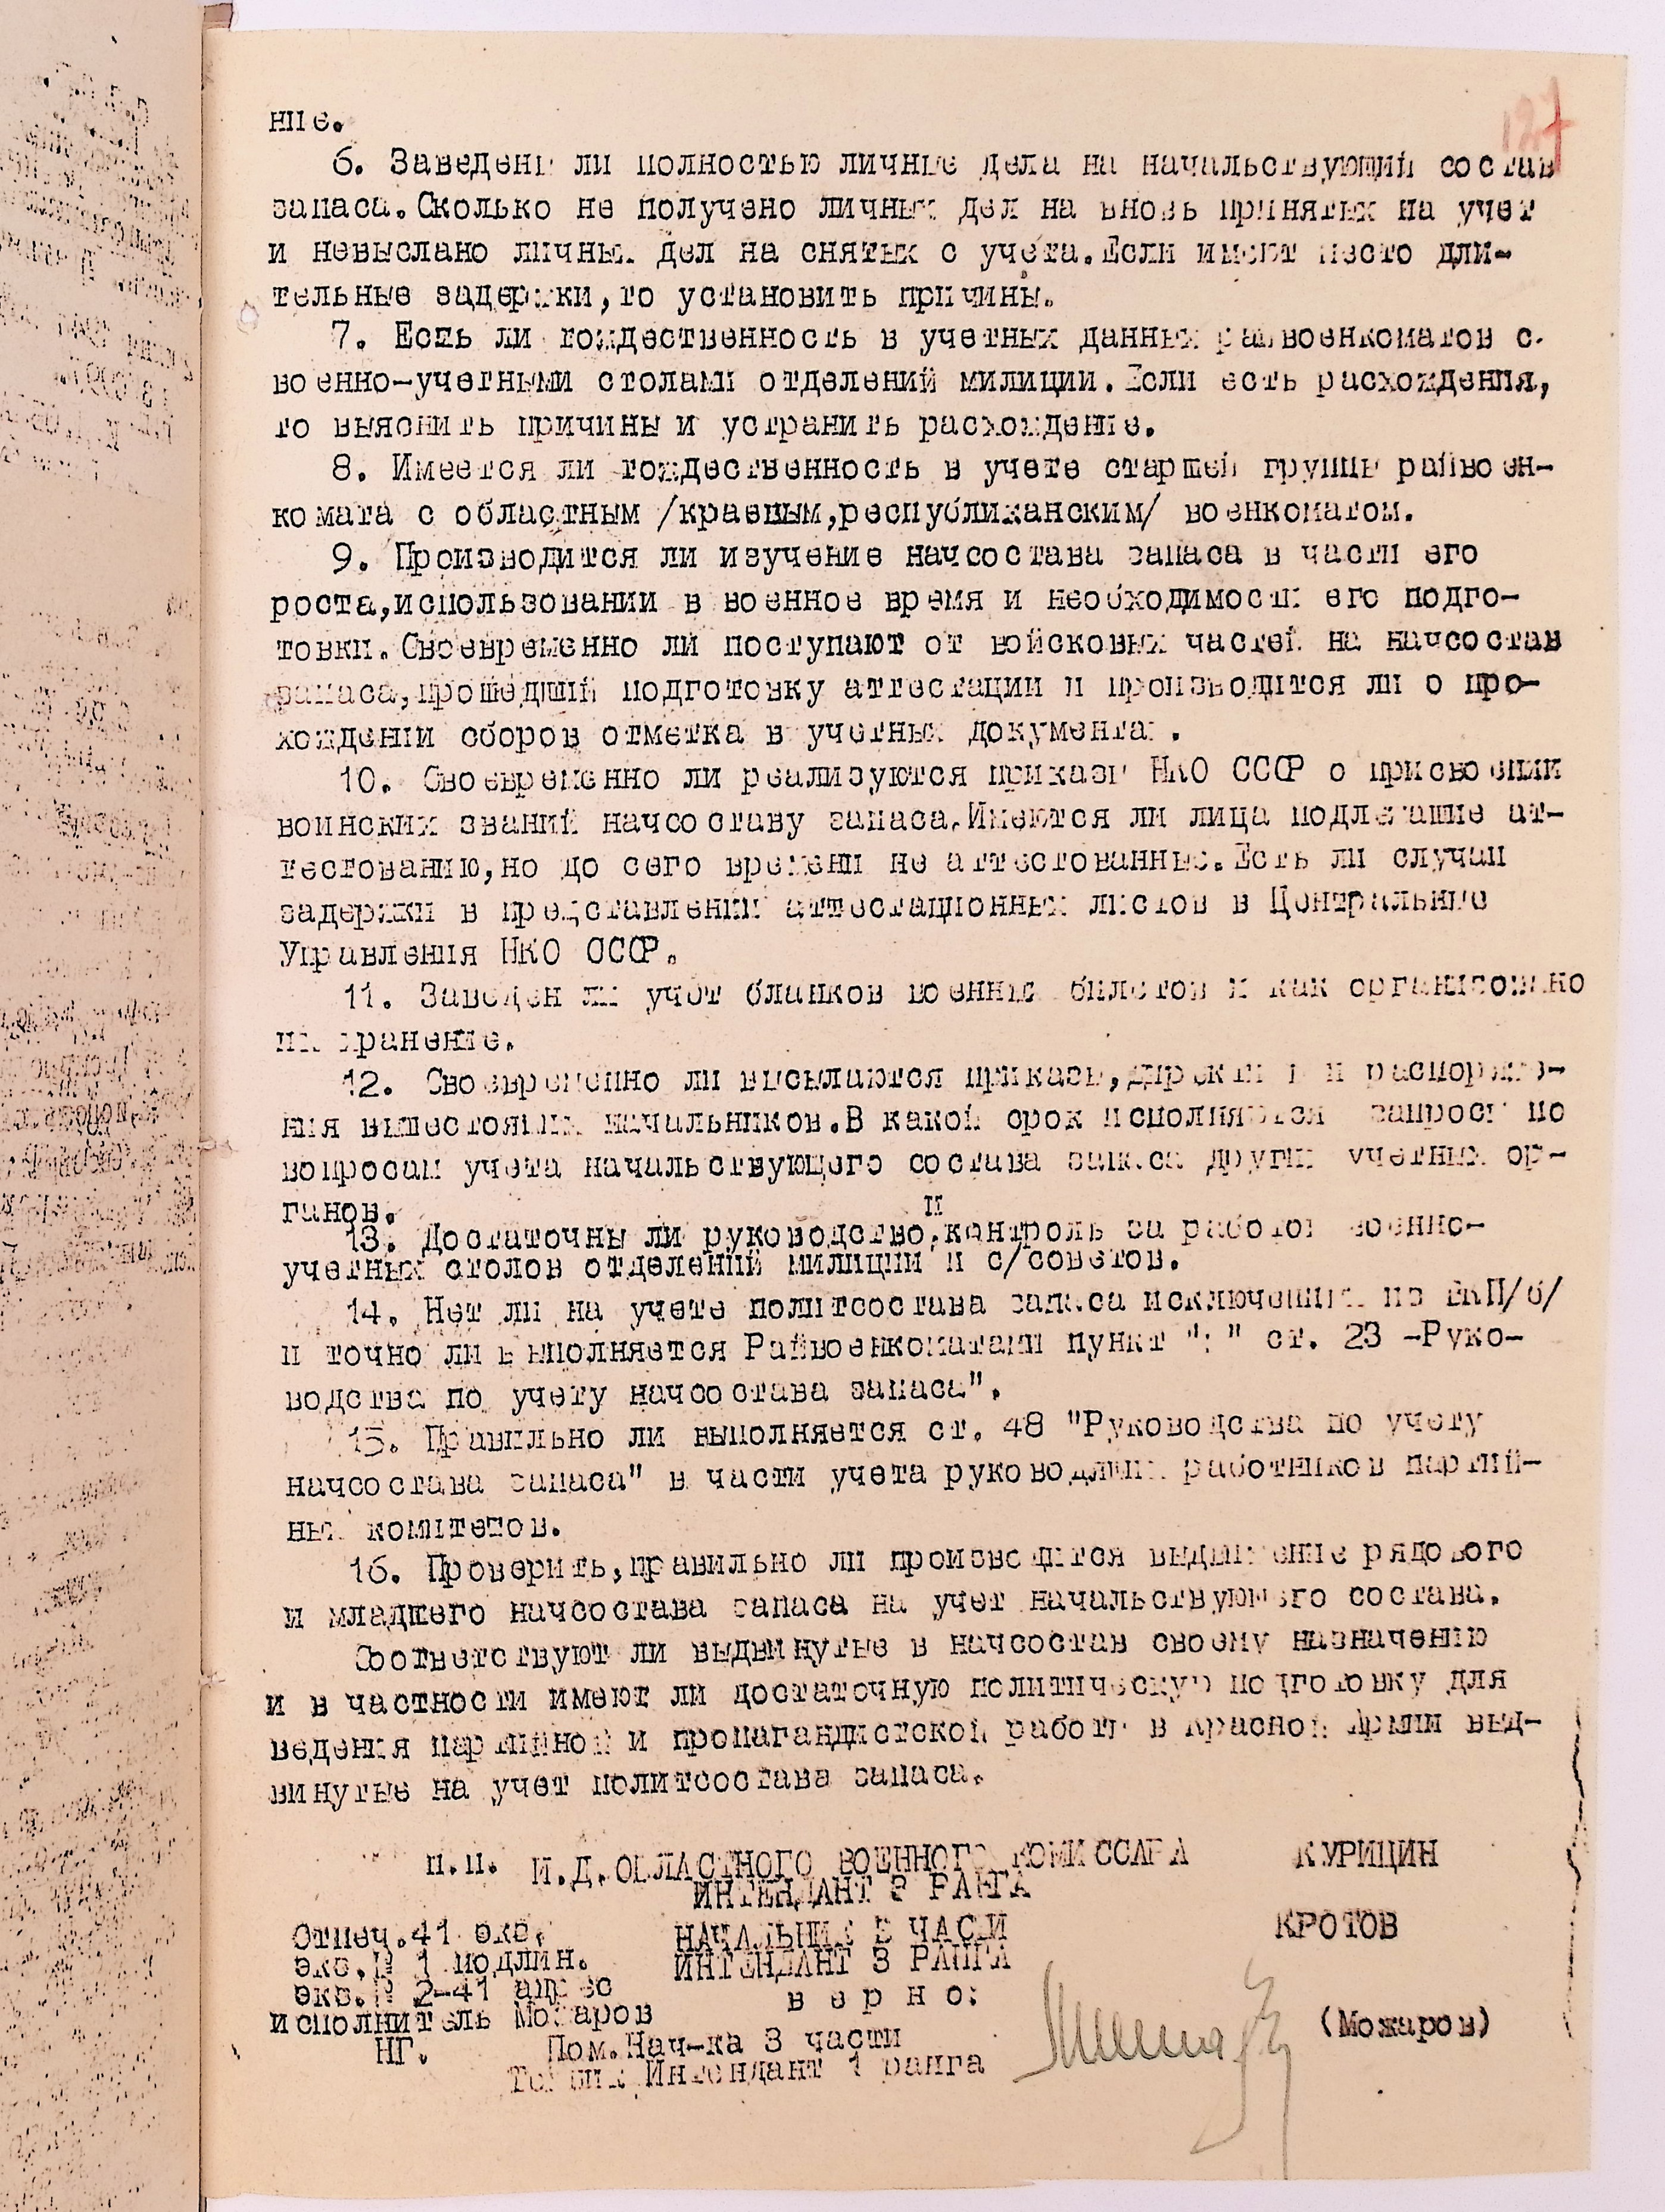 127
ние.
6. Заведены ли полностью личные дела на начальствующий состав
запаса.Сколько не получено личных дел на вновь принятых на учет
и невыслано личных дел на снятых с учета.Если имеют место дли-
тельные задержки,то установить причины.
7. Есть ли тождественность в учетных данных райвоенкоматов с
военно-учетными столами отделений милиции.Если есть расхождения,
то выяснить причины и устранить расхождение.
8. Имеется ли тождественность в учете старшей группы райвоен-
комата с областным /краевым,республиканским/ военкоматом.
9. Производится ли изучение начсостава запаса в части его
роста,использовании в военное время и необходимости его подго-
товки.Своевременно ли поступают от войсковых частей на начсостав
запаса,прошедший подготовку аттестации и производится ли о про-
хождении сборов отметка в учетных документах.
10. Своевременно ли реализуются приказы НКО СССР о присвоении
воинских званий начсоставу запаса.Имеются ли лица подлежащие ат-
тестованию,но до сего времени не аттестованные.Есть ли случаи
задержки в представлении аттестационных листов в Центральные
Управления НКО СССР.
11. Заведен ли учет бланков военных билетов и как организовано
их хранение.
12. Своевременно ли высылаются приказы,директивы и распоряже-
ния вышестоящих начальников.В какой срок исполняются запросы по
вопросам учета начальствующего состава запаса других учетных ор-
ганов.
13. Достаточны ли руководство и контроль за работой военно-
учетных столов отделений милиции и с/советов.
14. Нет ли на учете политсостава запаса исключенных из ВКП/б/
и точно ли выполняется Райвоенкоматами пункт " " ст. 23 -Руко-
водства по учету начсостава запаса".
15. Правильно ли выполняется ст. 48 "Руководства по учету
начсостава запаса" в части учета руководящих работников партий-
ных комитетов.
16. Проверить,правильно ли производится выдвижение рядового
и младшего начсостава запаса на учет начальствующего состава.
Соответствуют ли выдвинутые в начсостав своему назначению
и в частности имеют ли достаточную политическую подготовку для
ведения партийной и пропагандистской работы в Красной Армии выд-
винутые на учет политсостава запаса.
п.п. И.Д.ОБЛАСТНОГО ВОЕННОГО КОМИССАРА КУРИЦИН
ИНТЕНДАНТ 3 РАНГА
Отпеч.41 экз. НАЧАЛЬНИК 3 ЧАСТИ КРОТОВ
экз.№ 1 подлин. ИНТЕНДАНТ 3 РАНГА
экз.№ 2-41 адрес
в е р н о:
исполнитель Можаров (Можаров)
НГ. Пом.Нач-ка 3 части
Техник Интендант 1 ранга